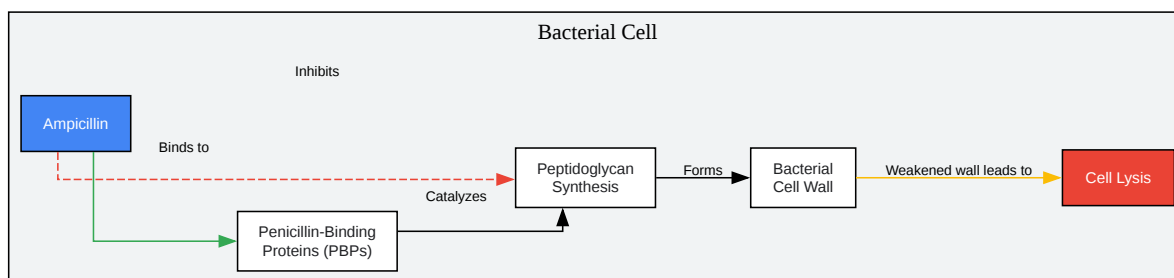 Bacterial Cell
Inhibits
Ampicillin
Binds to
Peptidoglycan
Synthesis
Forms
Bacterial
Cell Wall
Weakened wall leads to
Cell Lysis
Catalyzes
Penicillin-Binding
Proteins (PBPs)